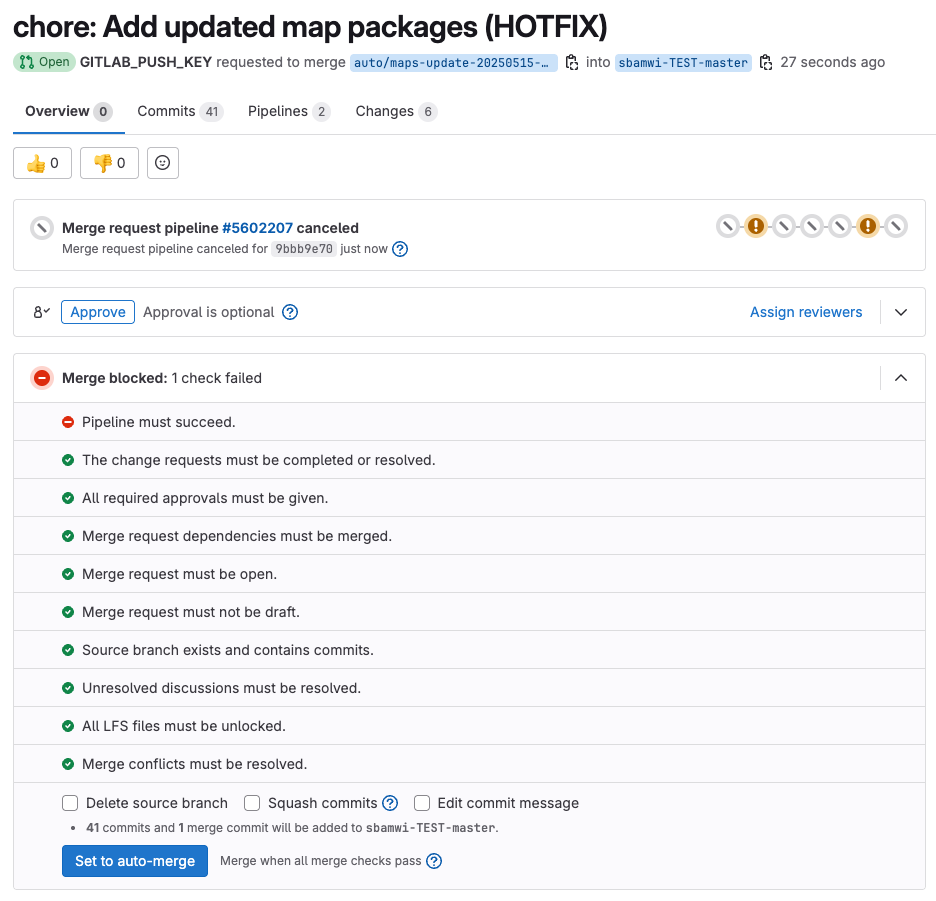 chore: Add updated map packages (HOTFIX)
Open GITLAB_PUSH_KEY requested to merge auto/maps-update-20250515-… into sbamwi-TEST-master 27 seconds ago
Overview 0 Commits 41 Pipelines 2 Changes 6
👍 0 👎 0
Merge request pipeline #5602207 canceled
Merge request pipeline canceled for 9bbb9e70 just now
Approve Approval is optional Assign reviewers
Merge blocked: 1 check failed
Pipeline must succeed.
The change requests must be completed or resolved.
All required approvals must be given.
Merge request dependencies must be merged.
Merge request must be open.
Merge request must not be draft.
Source branch exists and contains commits.
Unresolved discussions must be resolved.
All LFS files must be unlocked.
Merge conflicts must be resolved.
Delete source branch Squash commits Edit commit message
• 41 commits and 1 merge commit will be added to sbamwi-TEST-master.
Set to auto-merge Merge when all merge checks pass